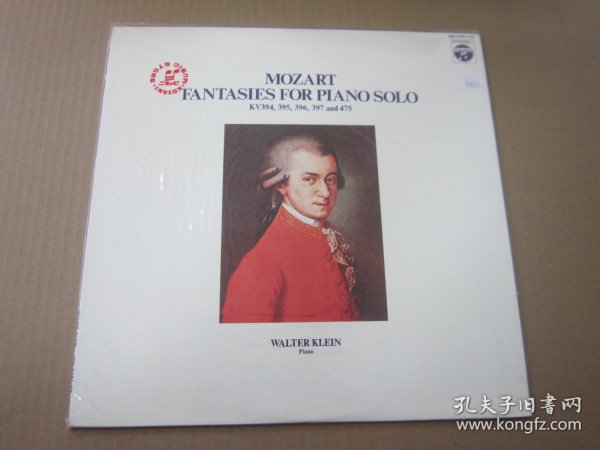 MOZART
FANTASIES FOR PIANO SOLO
KV394, 395, 396, 397 and 475
WALTER KLEIN
Piano
孔夫子旧书网
www.kongfz.com